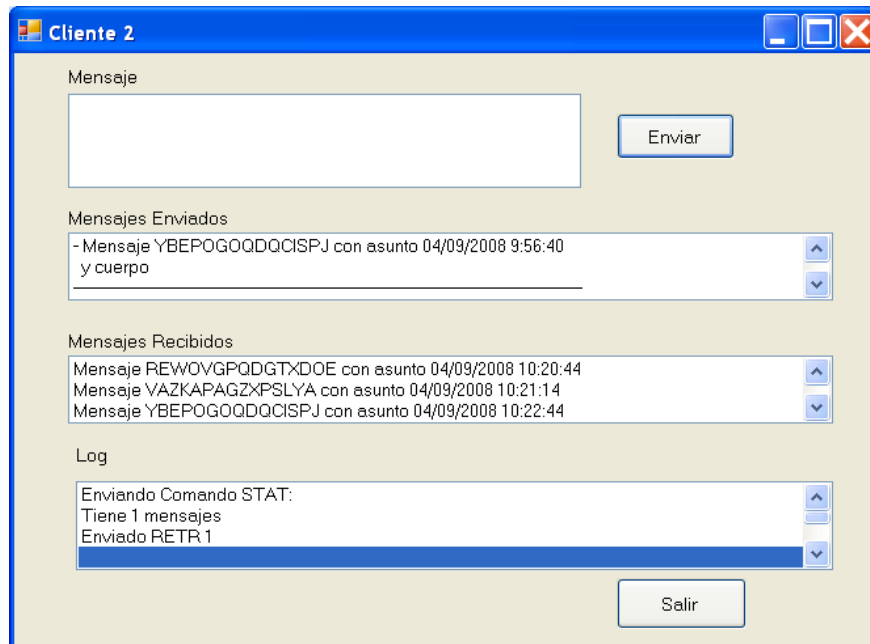 Cliente 2
Mensaje
Enviar
Mensajes Enviados
- Mensaje YBEPOGOQDQCISPJ con asunto 04/09/2008 9:56:40
y cuerpo
Mensajes Recibidos
Mensaje REWOVGPQDGTXDOE con asunto 04/09/2008 10:20:44
Mensaje VAZKAPAGZXPSLYA con asunto 04/09/2008 10:21:14
Mensaje YBEPOGOQDQCISPJ con asunto 04/09/2008 10:22:44
Log
Enviando Comando STAT:
Tiene 1 mensajes
Enviado RETR 1
Salir